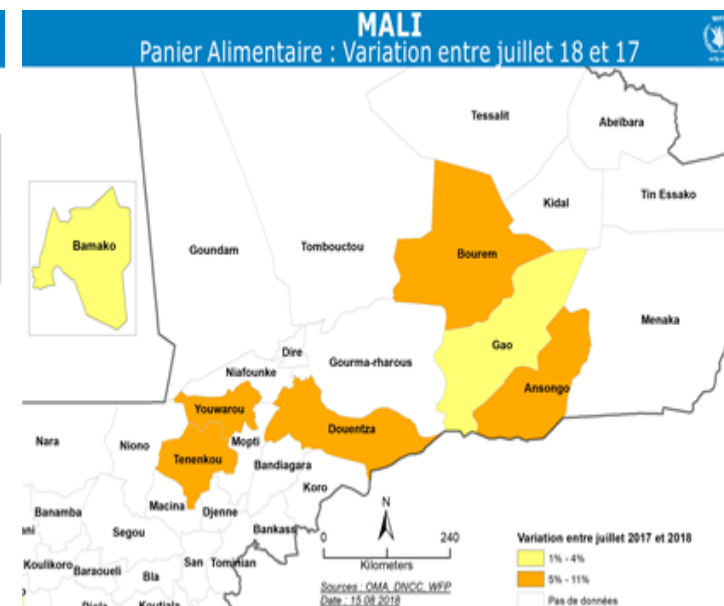 MALI
Panier Alimentaire : Variation entre juillet 18 et 17
Tessalit
Abeïbara
Tin Essako
Kidal
Bamako
Goundam
Tombouctou
Bourem
Menaka
Gao
Dire
Gourma-rharous
Niafounke
Ansongo
Youwarou
Douentza
Nara
Niono
Mopti
Tenenkou
Bandiagara
Koro
Macina
Djenne
Banamba
Segou
Bankass
San
Tominian
Koulikoro
Baraoueli
Bla
Koutiala
N
0
240
Kilometers
Sources : OMA, DNCC, WFP
Date : 15 08 2018
Variation entre juillet 2017 et 2018
1% - 4%
5% - 11%
Pas de données